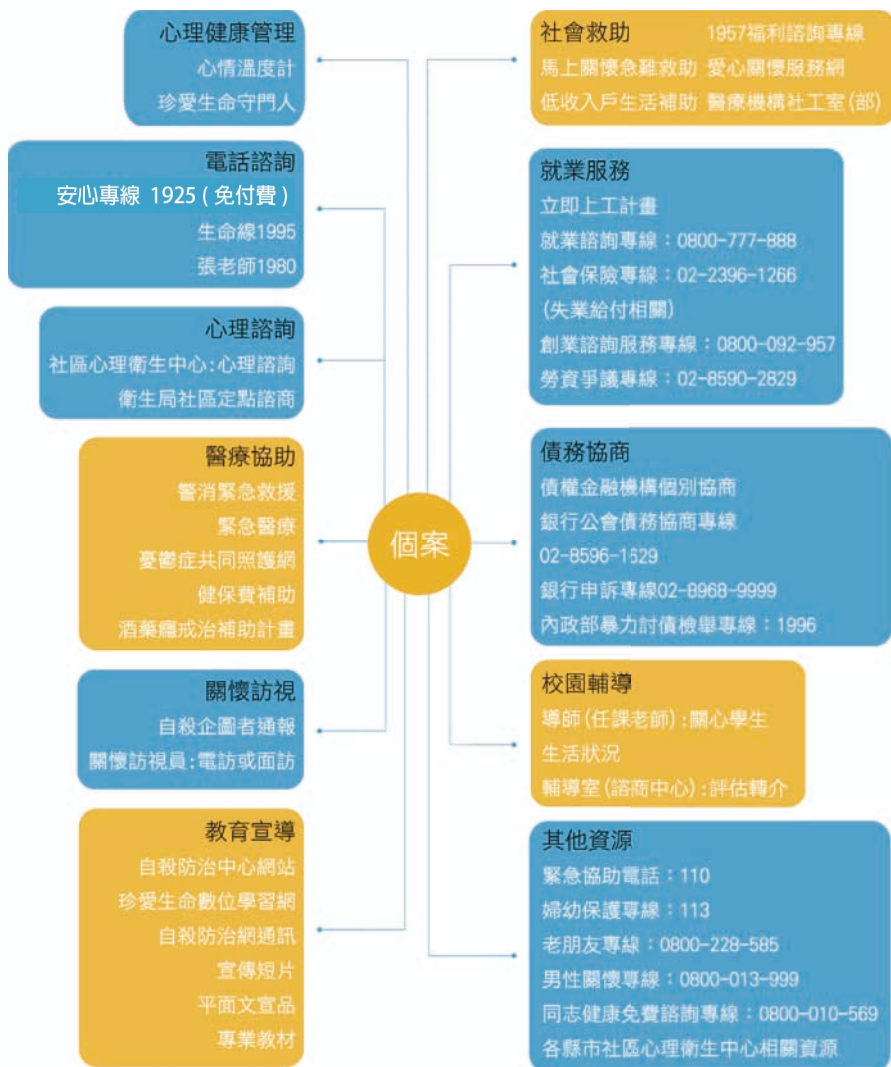 心理健康管理
心情溫度計
珍愛生命守門人
電話諮詢
安心專線 1925 (免付費)
生命線1995
張老師1980
心理諮詢
社區心理衛生中心:心理諮詢
衛生局社區定點諮商
醫療協助
警消緊急救援
緊急醫療
憂鬱症共同照護網
健保費補助
酒藥癮戒治補助計畫
關懷訪視
自殺企圖者通報
關懷訪視員:電訪或面訪
教育宣導
自殺防治中心網站
珍愛生命數位學習網
自殺防治網通訊
宣傳短片
平面文宣品
專業教材
個案
社會救助 1957福利諮詢專線
馬上關懷急難救助 愛心關懷服務網
低收入戶生活補助 醫療機構社工室(部)
就業服務
立即上工計畫
就業諮詢專線：0800-777-888
社會保險專線：02-2396-1266
(失業給付相關)
創業諮詢服務專線：0800-092-957
勞資爭議專線：02-8590-2829
債務協商
債權金融機構個別協商
銀行公會債務協商專線
02-8596-1629
銀行申訴專線02-8968-9999
內政部暴力討債檢舉專線：1996
校園輔導
導師(任課老師):關心學生
生活狀況
輔導室(諮商中心):評估轉介
其他資源
緊急協助電話：110
婦幼保護專線：113
老朋友專線：0800-228-585
男性關懷專線：0800-013-999
同志健康免費諮詢專線：0800-010-569
各縣市社區心理衛生中心相關資源